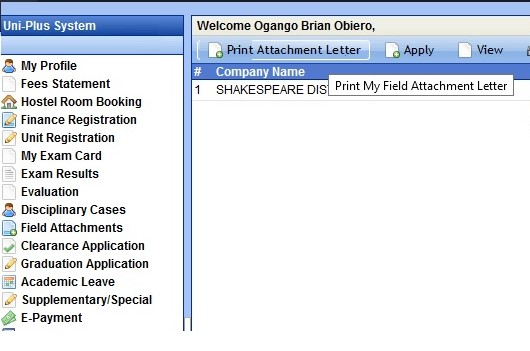 Uni-Plus System
Welcome Ogango Brian Obiero,
Print Attachment Letter Apply View
# Company Name
1 SHAKESPEARE DIS
Print My Field Attachment Letter
My Profile
Fees Statement
Hostel Room Booking
Finance Registration
Unit Registration
My Exam Card
Exam Results
Evaluation
Disciplinary Cases
Field Attachments
Clearance Application
Graduation Application
Academic Leave
Supplementary/Special
E-Payment